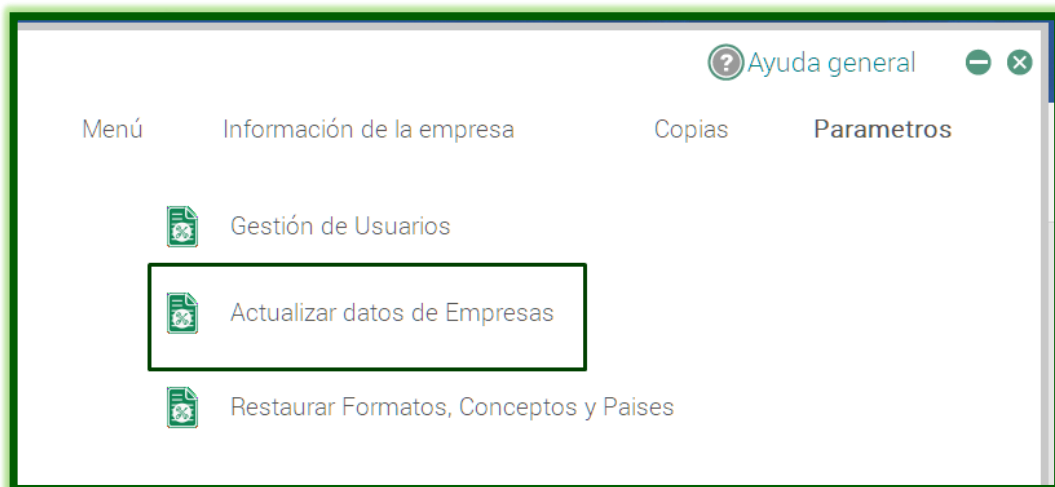 Ayuda general
Menú Información de la empresa Copias Parametros
Gestión de Usuarios
Actualizar datos de Empresas
Restaurar Formatos, Conceptos y Paises